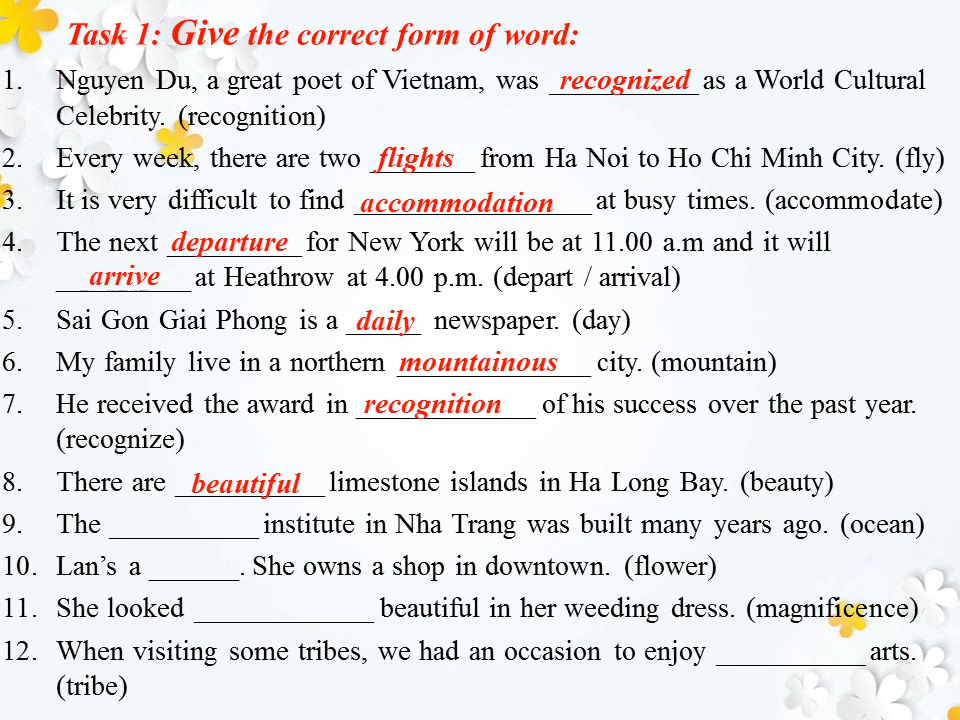 Task 1: Give the correct form of word:
1. Nguyen Du, a great poet of Vietnam, was recognized as a World Cultural
Celebrity. (recognition)
2. Every week, there are two flights from Ha Noi to Ho Chi Minh City. (fly)
3. It is very difficult to find accommodation at busy times. (accommodate)
4. The next departure for New York will be at 11.00 a.m and it will
arrive at Heathrow at 4.00 p.m. (depart / arrival)
5. Sai Gon Giai Phong is a daily newspaper. (day)
6. My family live in a northern mountainous city. (mountain)
7. He received the award in recognition of his success over the past year.
(recognize)
8. There are beautiful limestone islands in Ha Long Bay. (beauty)
9. The __________ institute in Nha Trang was built many years ago. (ocean)
10. Lan’s a ______. She owns a shop in downtown. (flower)
11. She looked ____________ beautiful in her weeding dress. (magnificence)
12. When visiting some tribes, we had an occasion to enjoy __________ arts.
(tribe)